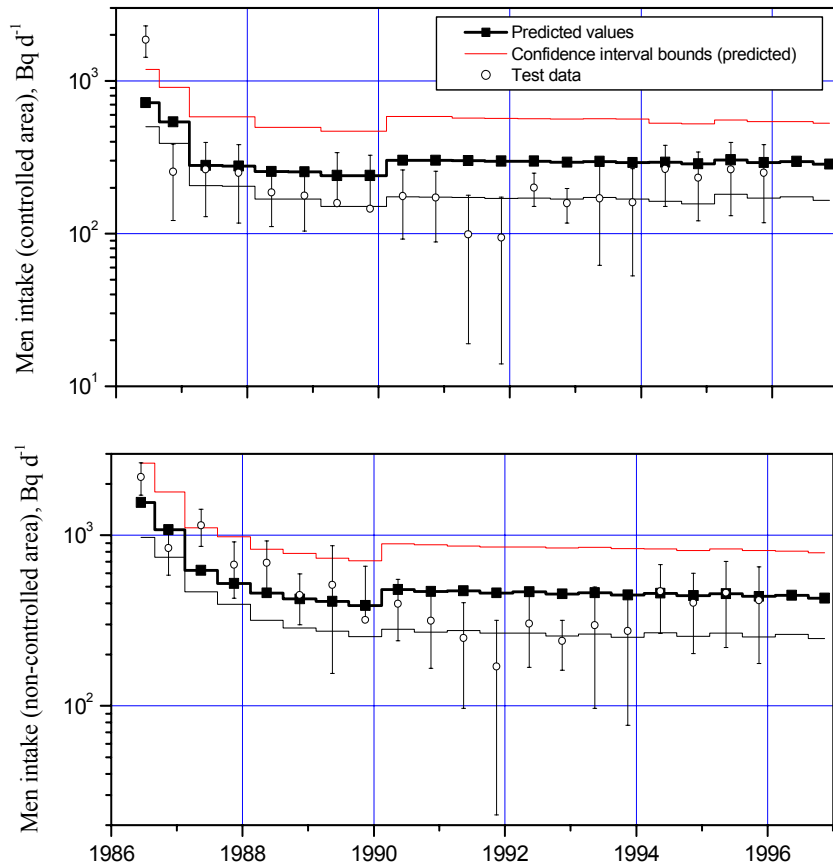 Men intake (controlled area), Bq d⁻¹
10³
10²
10¹
Predicted values
Confidence interval bounds (predicted)
Test data
Men intake (non-controlled area), Bq d⁻¹
10³
10²
1986 1988 1990 1992 1994 1996